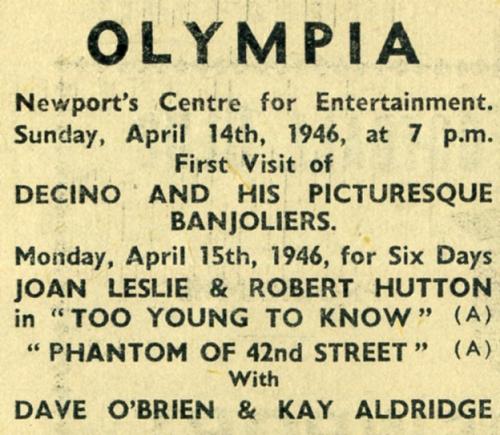 OLYMPIA
Newport's Centre for Entertainment.
Sunday, April 14th, 1946, at 7 p.m.
First Visit of
DECINO AND HIS PICTURESQUE
BANJOLIERS.
Monday, April 15th, 1946, for Six Days
JOAN LESLIE & ROBERT HUTTON
in "TOO YOUNG TO KNOW" (A)
"PHANTOM OF 42nd STREET" (A)
With
DAVE O'BRIEN & KAY ALDRIDGE